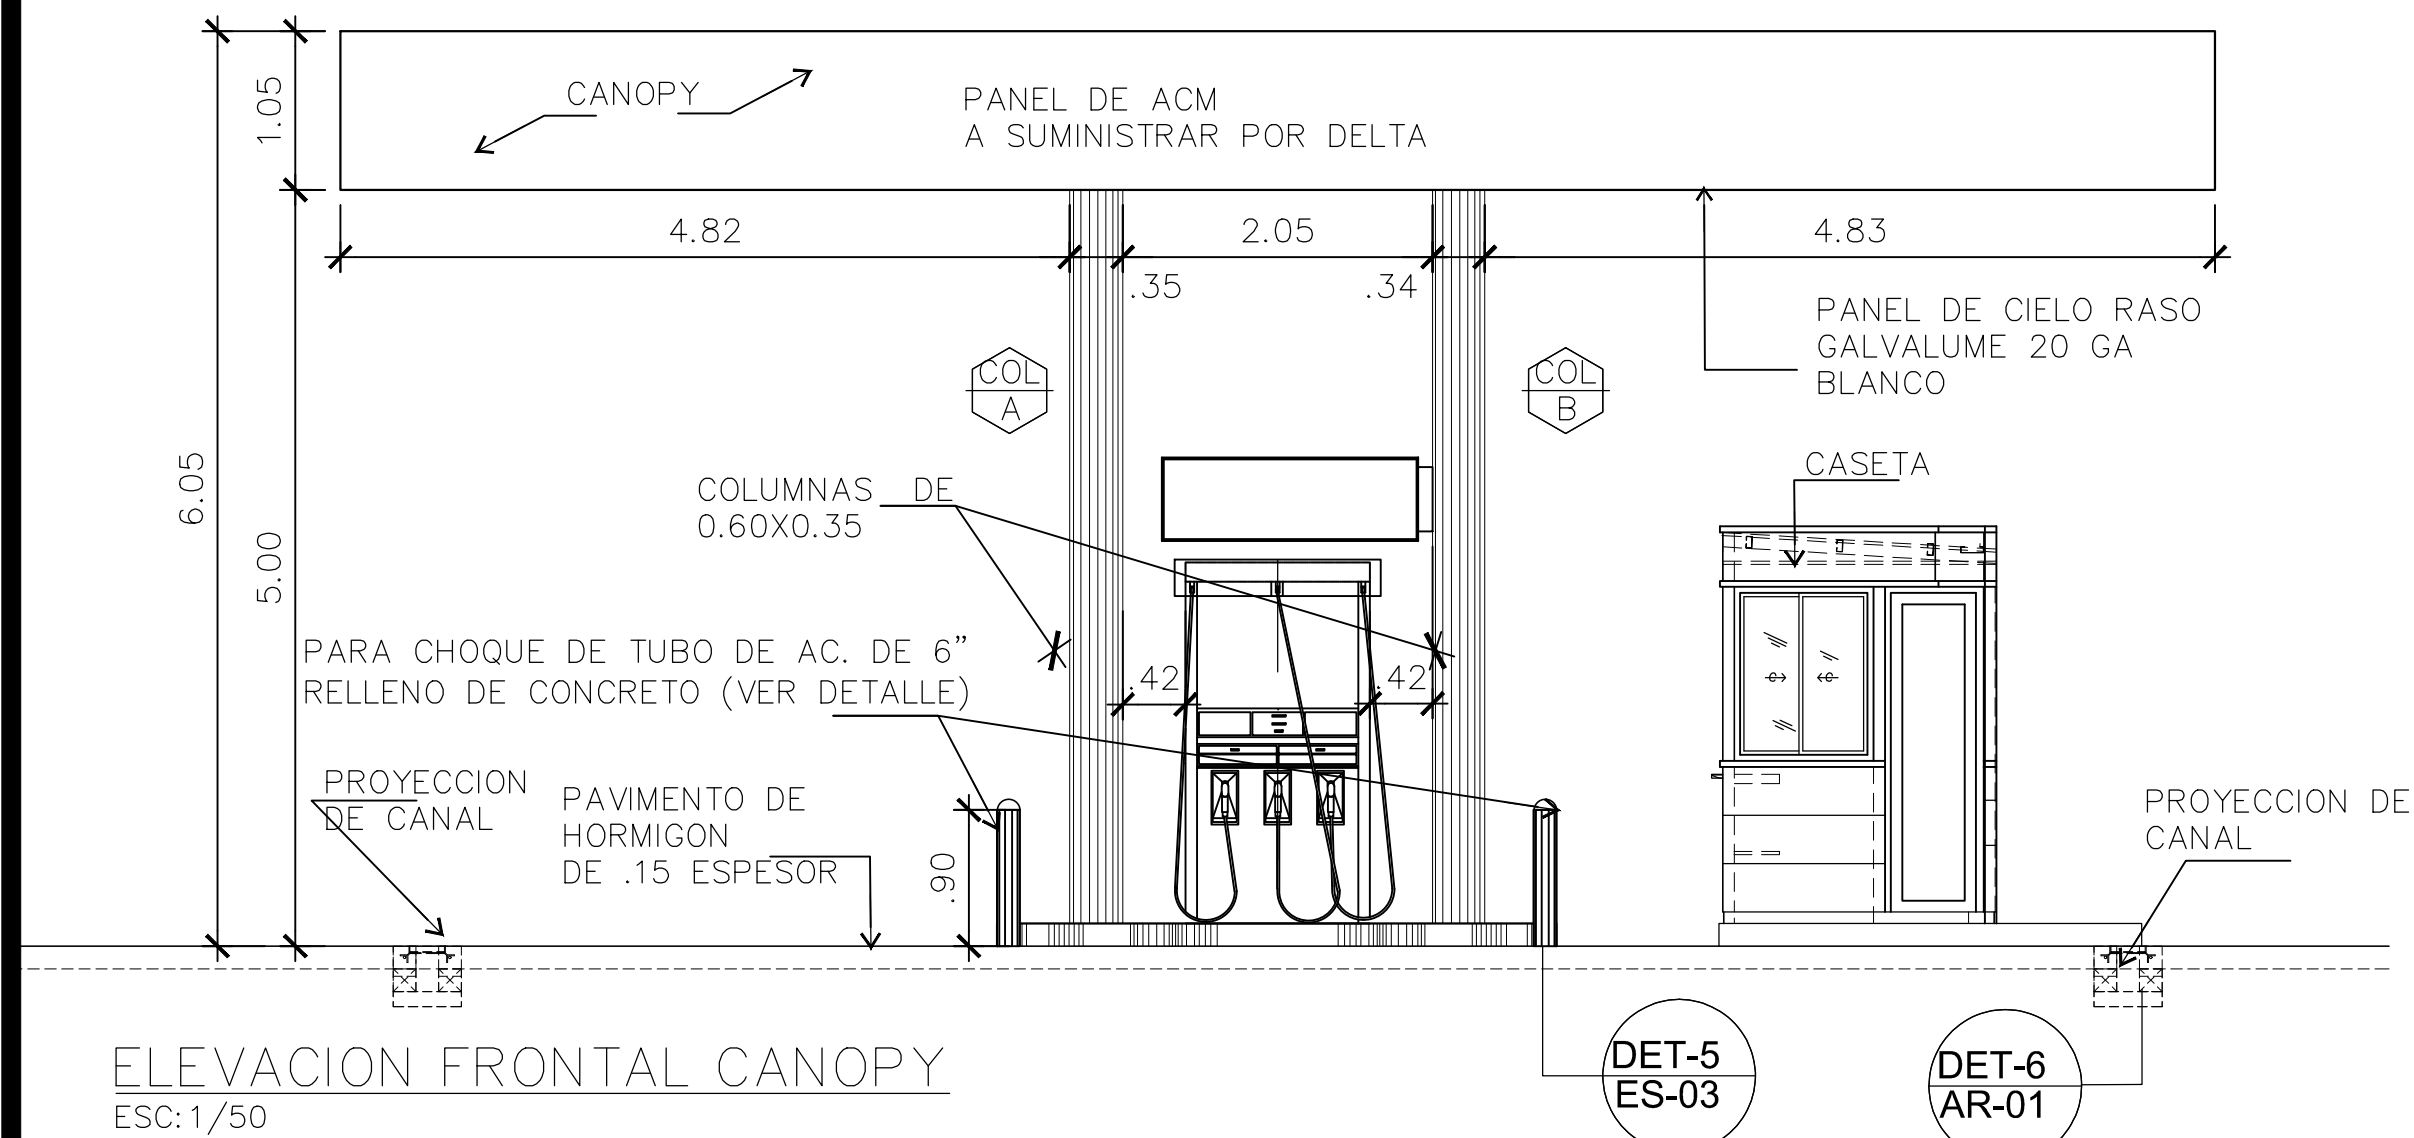 CANOPY
PANEL DE ACM
A SUMINISTRAR POR DELTA
1.05
4.82
2.05
4.83
.35
.34
PANEL DE CIELO RASO
GALVALUME 20 GA
BLANCO
COL
A
COL
B
6.05
5.00
COLUMNAS DE
0.60X0.35
CASETA
PARA CHOQUE DE TUBO DE AC. DE 6”
RELLENO DE CONCRETO (VER DETALLE)
.42
.42
PROYECCION
DE CANAL
PAVIMENTO DE
HORMIGON
DE .15 ESPESOR
.90
PROYECCION DE
CANAL
ELEVACION FRONTAL CANOPY
ESC:1/50
DET-5
ES-03
DET-6
AR-01